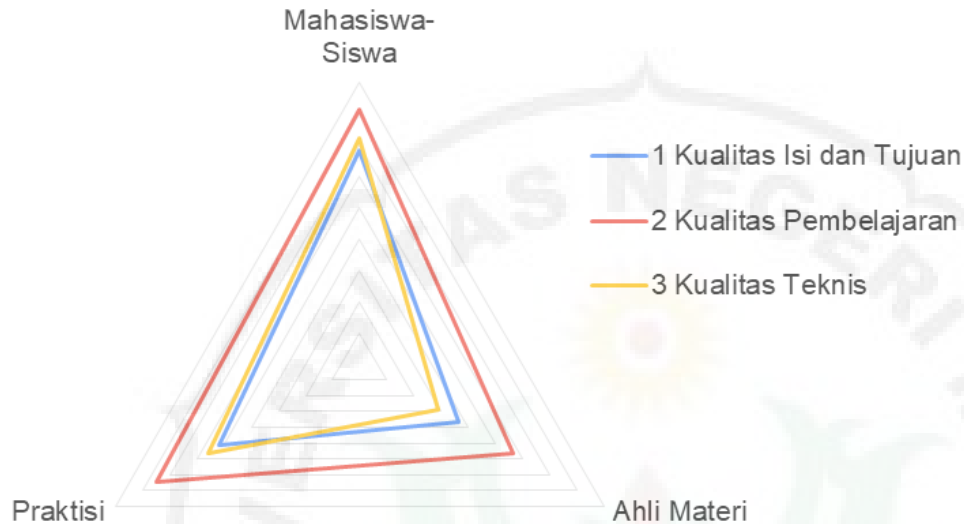 Mahasiswa-
Siswa
1 Kualitas Isi dan Tujuan
2 Kualitas Pembelajaran
3 Kualitas Teknis
Praktisi
Ahli Materi